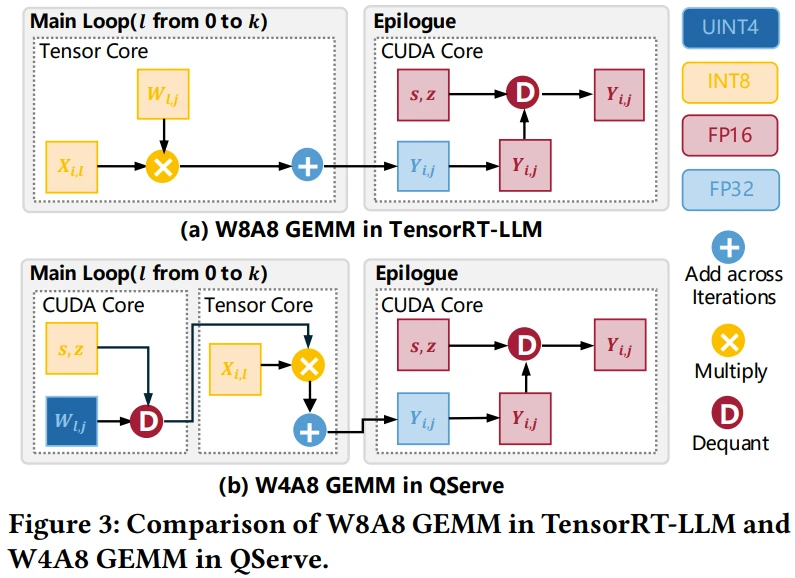 Main Loop(l from 0 to k)
Epilogue
UINT4
Tensor Core
CUDA Core
W_{l,j}
s, z
D
Y_{i,j}
INT8
X_{i,l}
×
+
Y_{i,j}
Y_{i,j}
FP16
FP32
(a) W8A8 GEMM in TensorRT-LLM
Main Loop(l from 0 to k)
Epilogue
CUDA Core
Tensor Core
CUDA Core
s, z
X_{i,l}
×
s, z
D
Y_{i,j}
W_{l,j}
D
+
Y_{i,j}
Y_{i,j}
(b) W4A8 GEMM in QServe
+
Add across
Iterations
×
Multiply
D
Dequant
Figure 3: Comparison of W8A8 GEMM in TensorRT-LLM and
W4A8 GEMM in QServe.